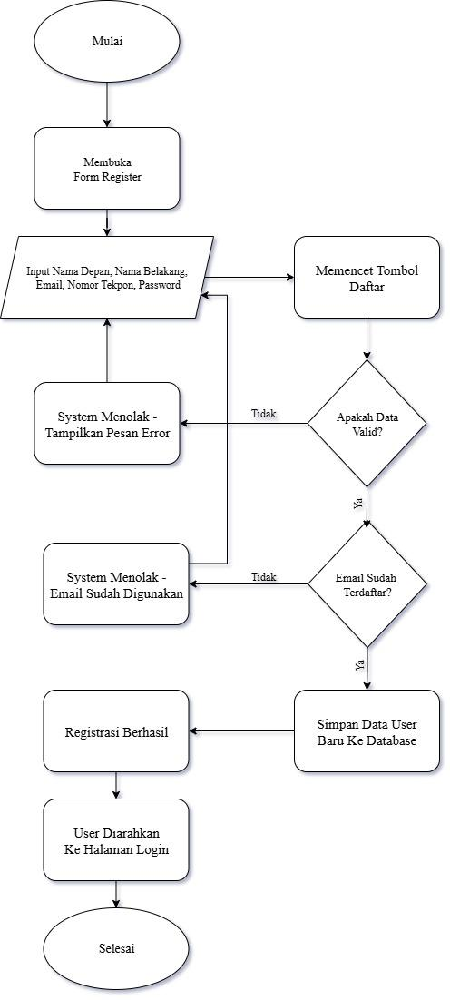 Mulai
Membuka
Form Register
Input Nama Depan, Nama Belakang,
Email, Nomor Tekpon, Password
Memencet Tombol
Daftar
Apakah Data
Valid?
Tidak
System Menolak -
Tampilkan Pesan Error
Ya
Email Sudah
Terdaftar?
Tidak
System Menolak -
Email Sudah Digunakan
Ya
Simpan Data User
Baru Ke Database
Registrasi Berhasil
User Diarahkan
Ke Halaman Login
Selesai